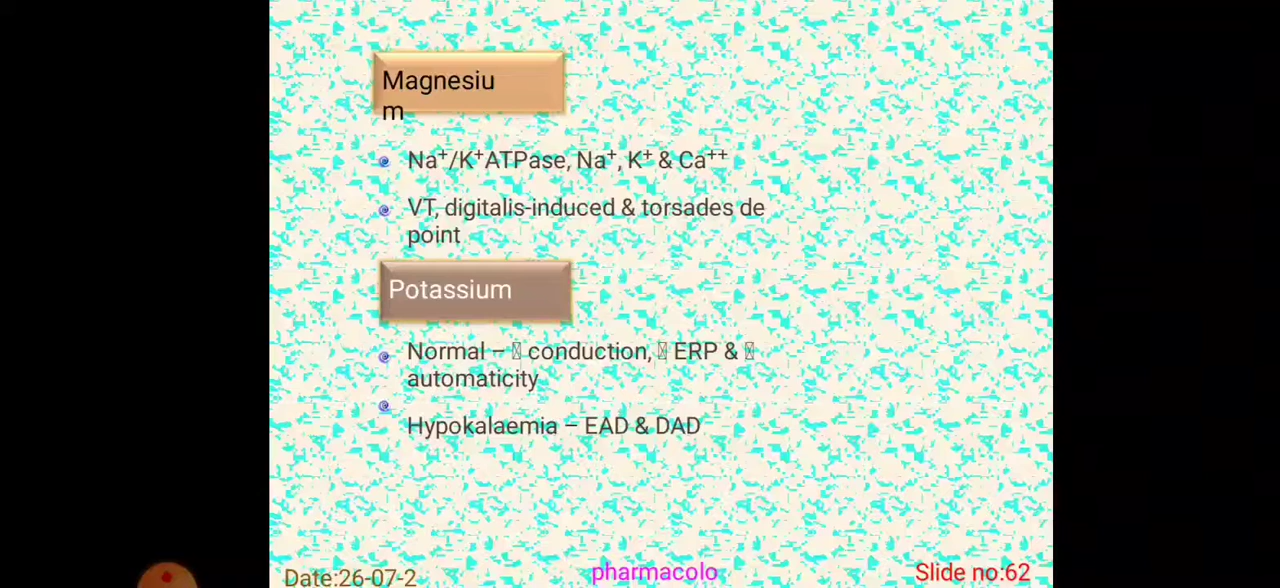 Magnesiu
m
Na⁺/K⁺ATPase, Na⁺, K⁺ & Ca⁺⁺
VT, digitalis-induced & torsades de
point
Potassium
Normal – conduction, ERP &
automaticity
Hypokalaemia – EAD & DAD
Date:26-07-2
pharmacolo
Slide no:62